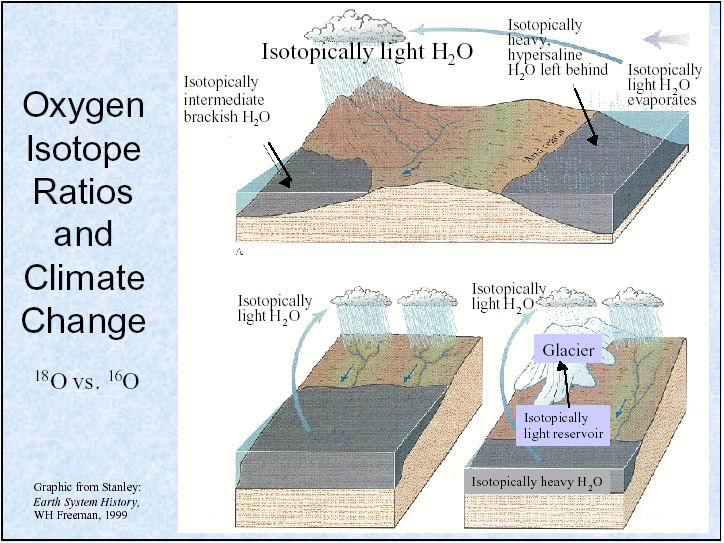 Oxygen
Isotope
Ratios
and
Climate
Change
¹⁸O vs. ¹⁶O
Graphic from Stanley:
Earth System History,
WH Freeman, 1999
Isotopically light H₂O
Isotopically
heavy,
hypersaline
H₂O left behind
Isotopically
light H₂O
evaporates
Isotopically
intermediate
brackish H₂O
Arid region
A
Isotopically
light H₂O
Isotopically
light H₂O
Glacier
Isotopically
light reservoir
Isotopically heavy H₂O